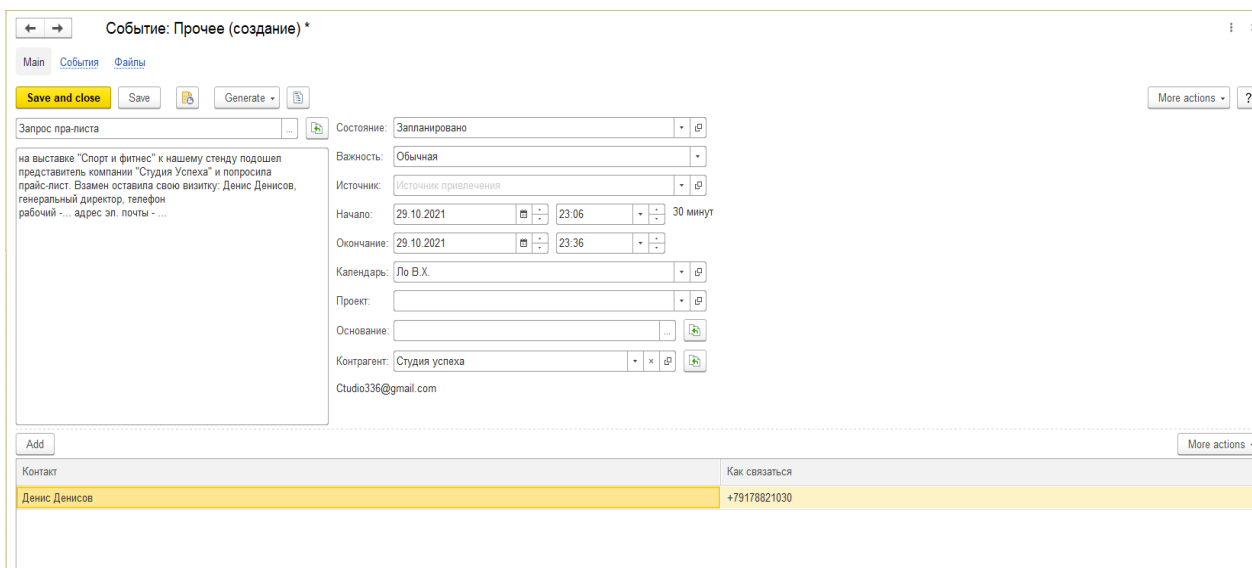 Событие: Прочее (создание) *
Main События Файлы
Save and close Save Generate More actions ?
Запрос пра-листа ...
Состояние: Запланировано
на выставке "Спорт и фитнес" к нашему стенду подошел
представитель компании "Студия Успеха" и попросила
прайс-лист. Взамен оставила свою визитку: Денис Денисов,
генеральный директор, телефон
рабочий -... адрес эл. почты - ...
Важность: Обычная
Источник: Источник привлечения
Начало: 29.10.2021 23:06 30 минут
Окончание: 29.10.2021 23:36
Календарь: Ло В.Х.
Проект:
Основание: ...
Контрагент: Студия успеха
Ctudio336@gmail.com
Add More actions
Контакт Как связаться
Денис Денисов +79178821030